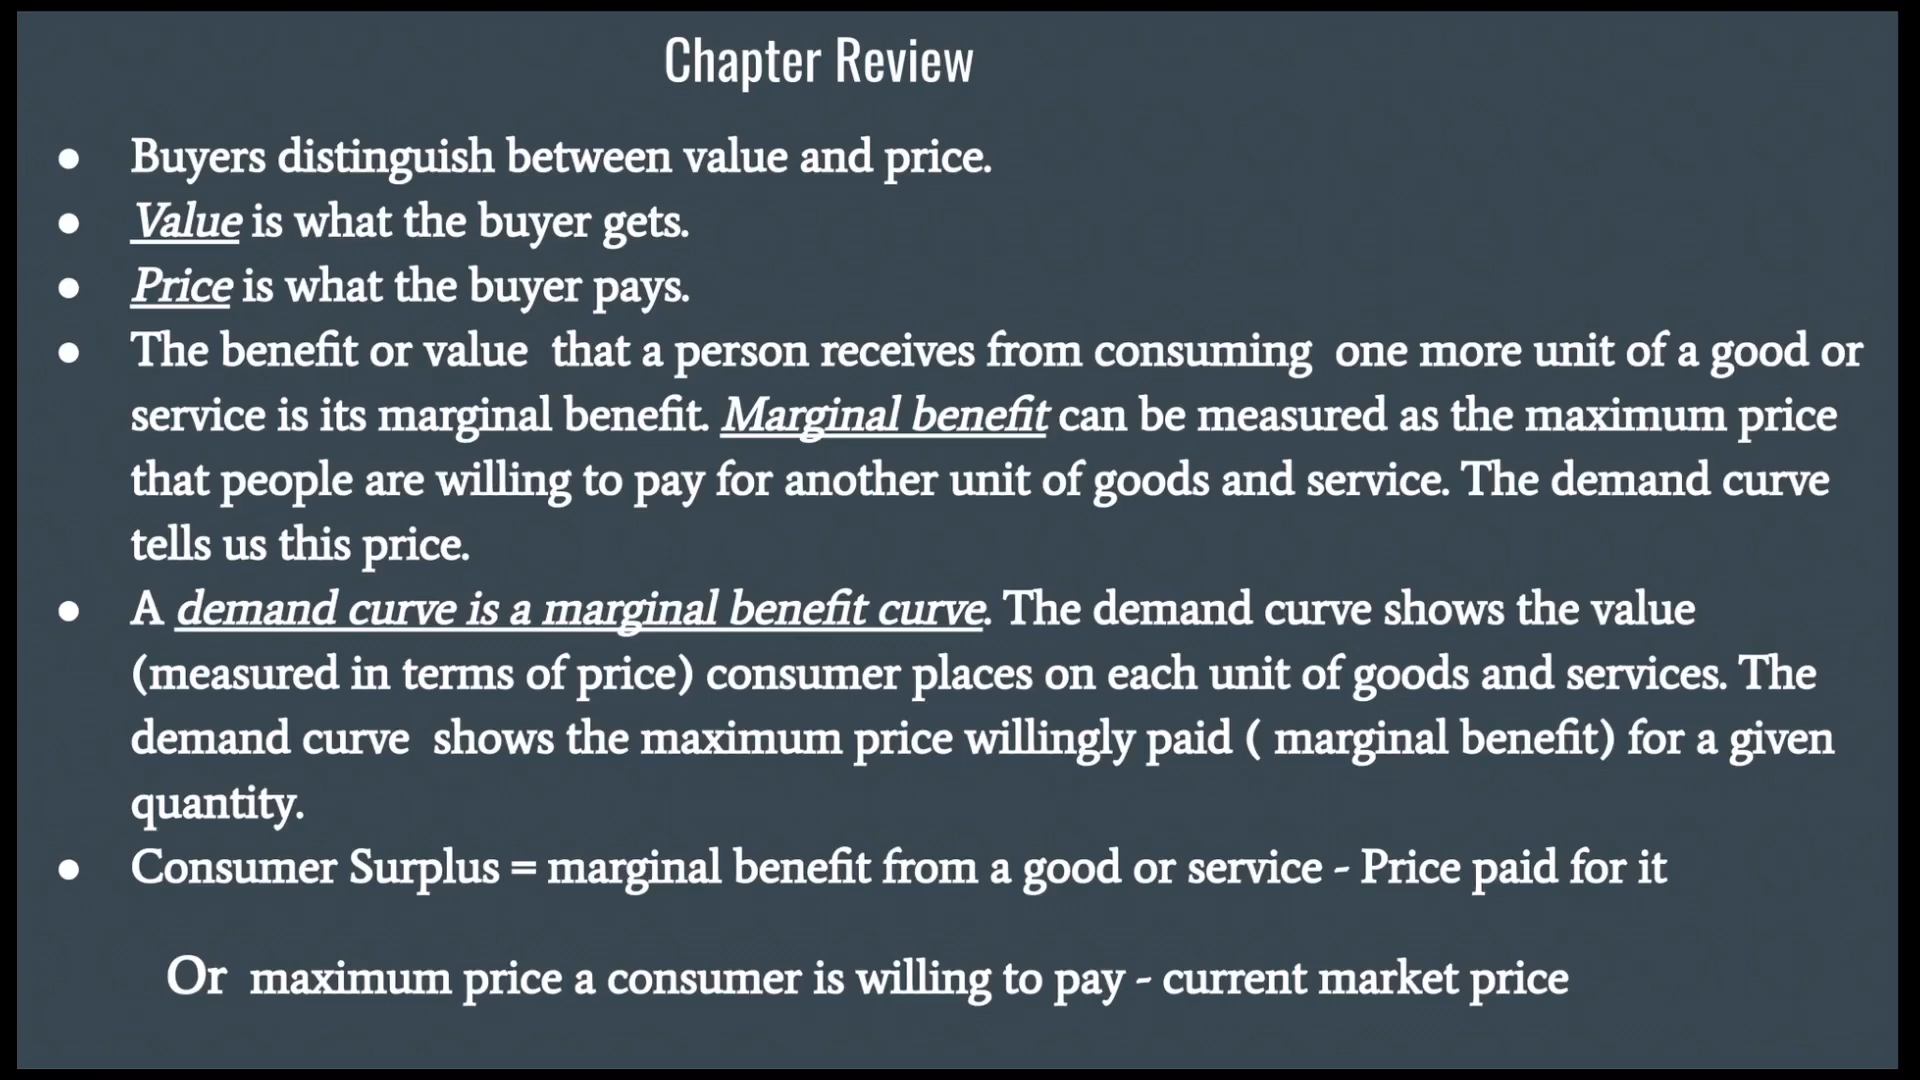 Chapter Review
● Buyers distinguish between value and price.
● Value is what the buyer gets.
● Price is what the buyer pays.
● The benefit or value that a person receives from consuming one more unit of a good or
service is its marginal benefit. Marginal benefit can be measured as the maximum price
that people are willing to pay for another unit of goods and service. The demand curve
tells us this price.
● A demand curve is a marginal benefit curve. The demand curve shows the value
(measured in terms of price) consumer places on each unit of goods and services. The
demand curve shows the maximum price willingly paid ( marginal benefit) for a given
quantity.
● Consumer Surplus = marginal benefit from a good or service - Price paid for it
Or maximum price a consumer is willing to pay - current market price